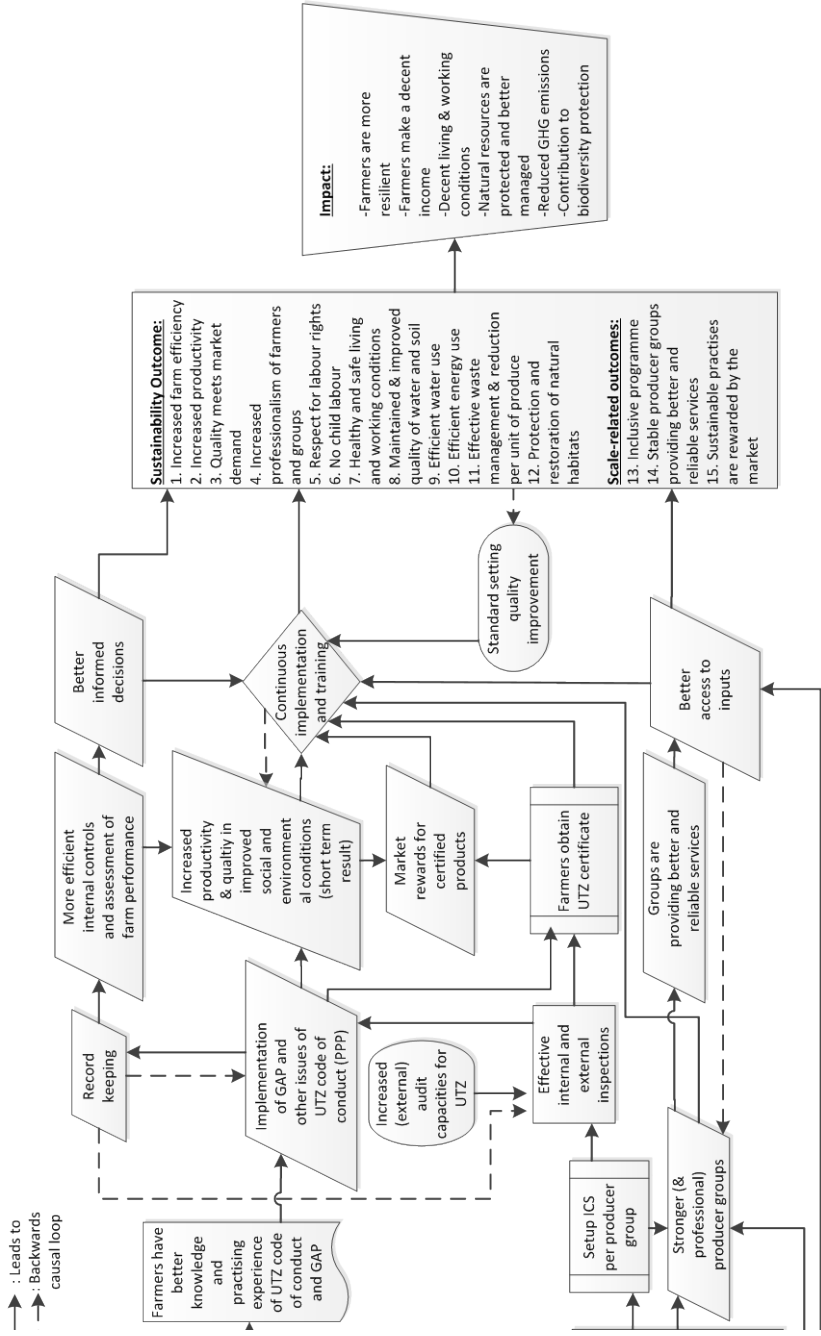 : Leads to
: Backwards
causal loop
Farmers have
better
knowledge
and
practising
experience
of UTZ code
of conduct
and GAP
Record
keeping
Implementation
of GAP and
other issues of
UTZ code of
conduct (PPP)
Increased
(external)
audit
capacities for
UTZ
Effective
internal and
external
inspections
Setup ICS
per producer
group
Stronger (&
professional)
producer groups
More efficient
internal controls
and assessment of
farm performance
Increased
productivity
& qualtiy in
improved
social and
environment
al conditions
(short term
result)
Market
rewards for
certified
products
Farmers obtain
UTZ certificate
Groups are
providing better and
reliable services
Better
informed
decisions
Continuous
implementation
and training
Standard setting
quality
improvement
Better
access to
inputs
Sustainability Outcome:
1. Increased farm efficiency
2. Increased productivity
3. Quality meets market
demand
4. Increased
professionalism of farmers
and groups
5. Respect for labour rights
6. No child labour
7. Healthy and safe living
and working conditions
8. Maintained & improved
quality of water and soil
9. Efficient water use
10. Efficient energy use
11. Effective waste
management & reduction
per unit of produce
12. Protection and
restoration of natural
habitats
Scale-related outcomes:
13. Inclusive programme
14. Stable producer groups
providing better and
reliable services
15. Sustainable practises
are rewarded by the
market
Impact:
-Farmers are more
resilient
-Farmers make a decent
income
-Decent living & working
conditions
-Natural resources are
protected and better
managed
-Reduced GHG emissions
-Contribution to
biodiversity protection